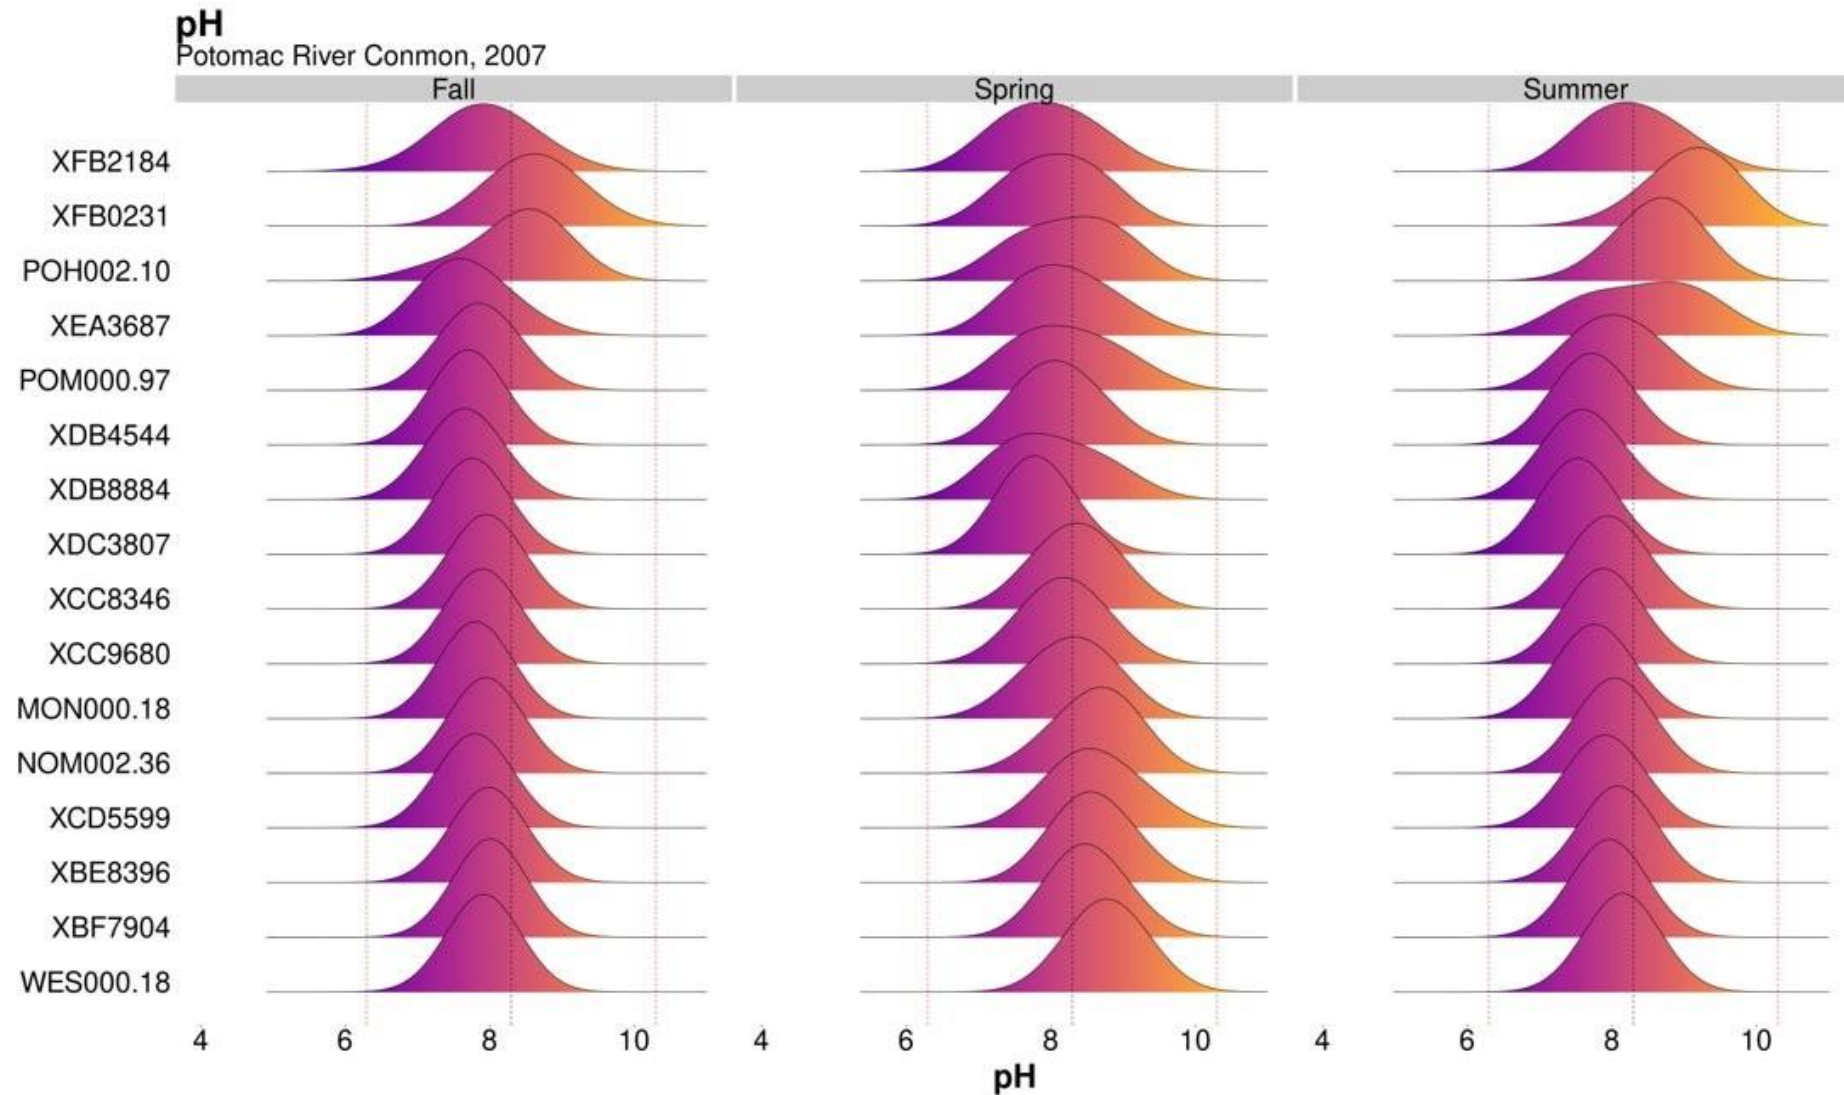 pH
Potomac River Conmon, 2007
Fall Spring Summer
XFB2184
XFB0231
POH002.10
XEA3687
POM000.97
XDB4544
XDB8884
XDC3807
XCC8346
XCC9680
MON000.18
NOM002.36
XCD5599
XBE8396
XBF7904
WES000.18
4 6 8 10 4 6 8 10 4 6 8 10
pH